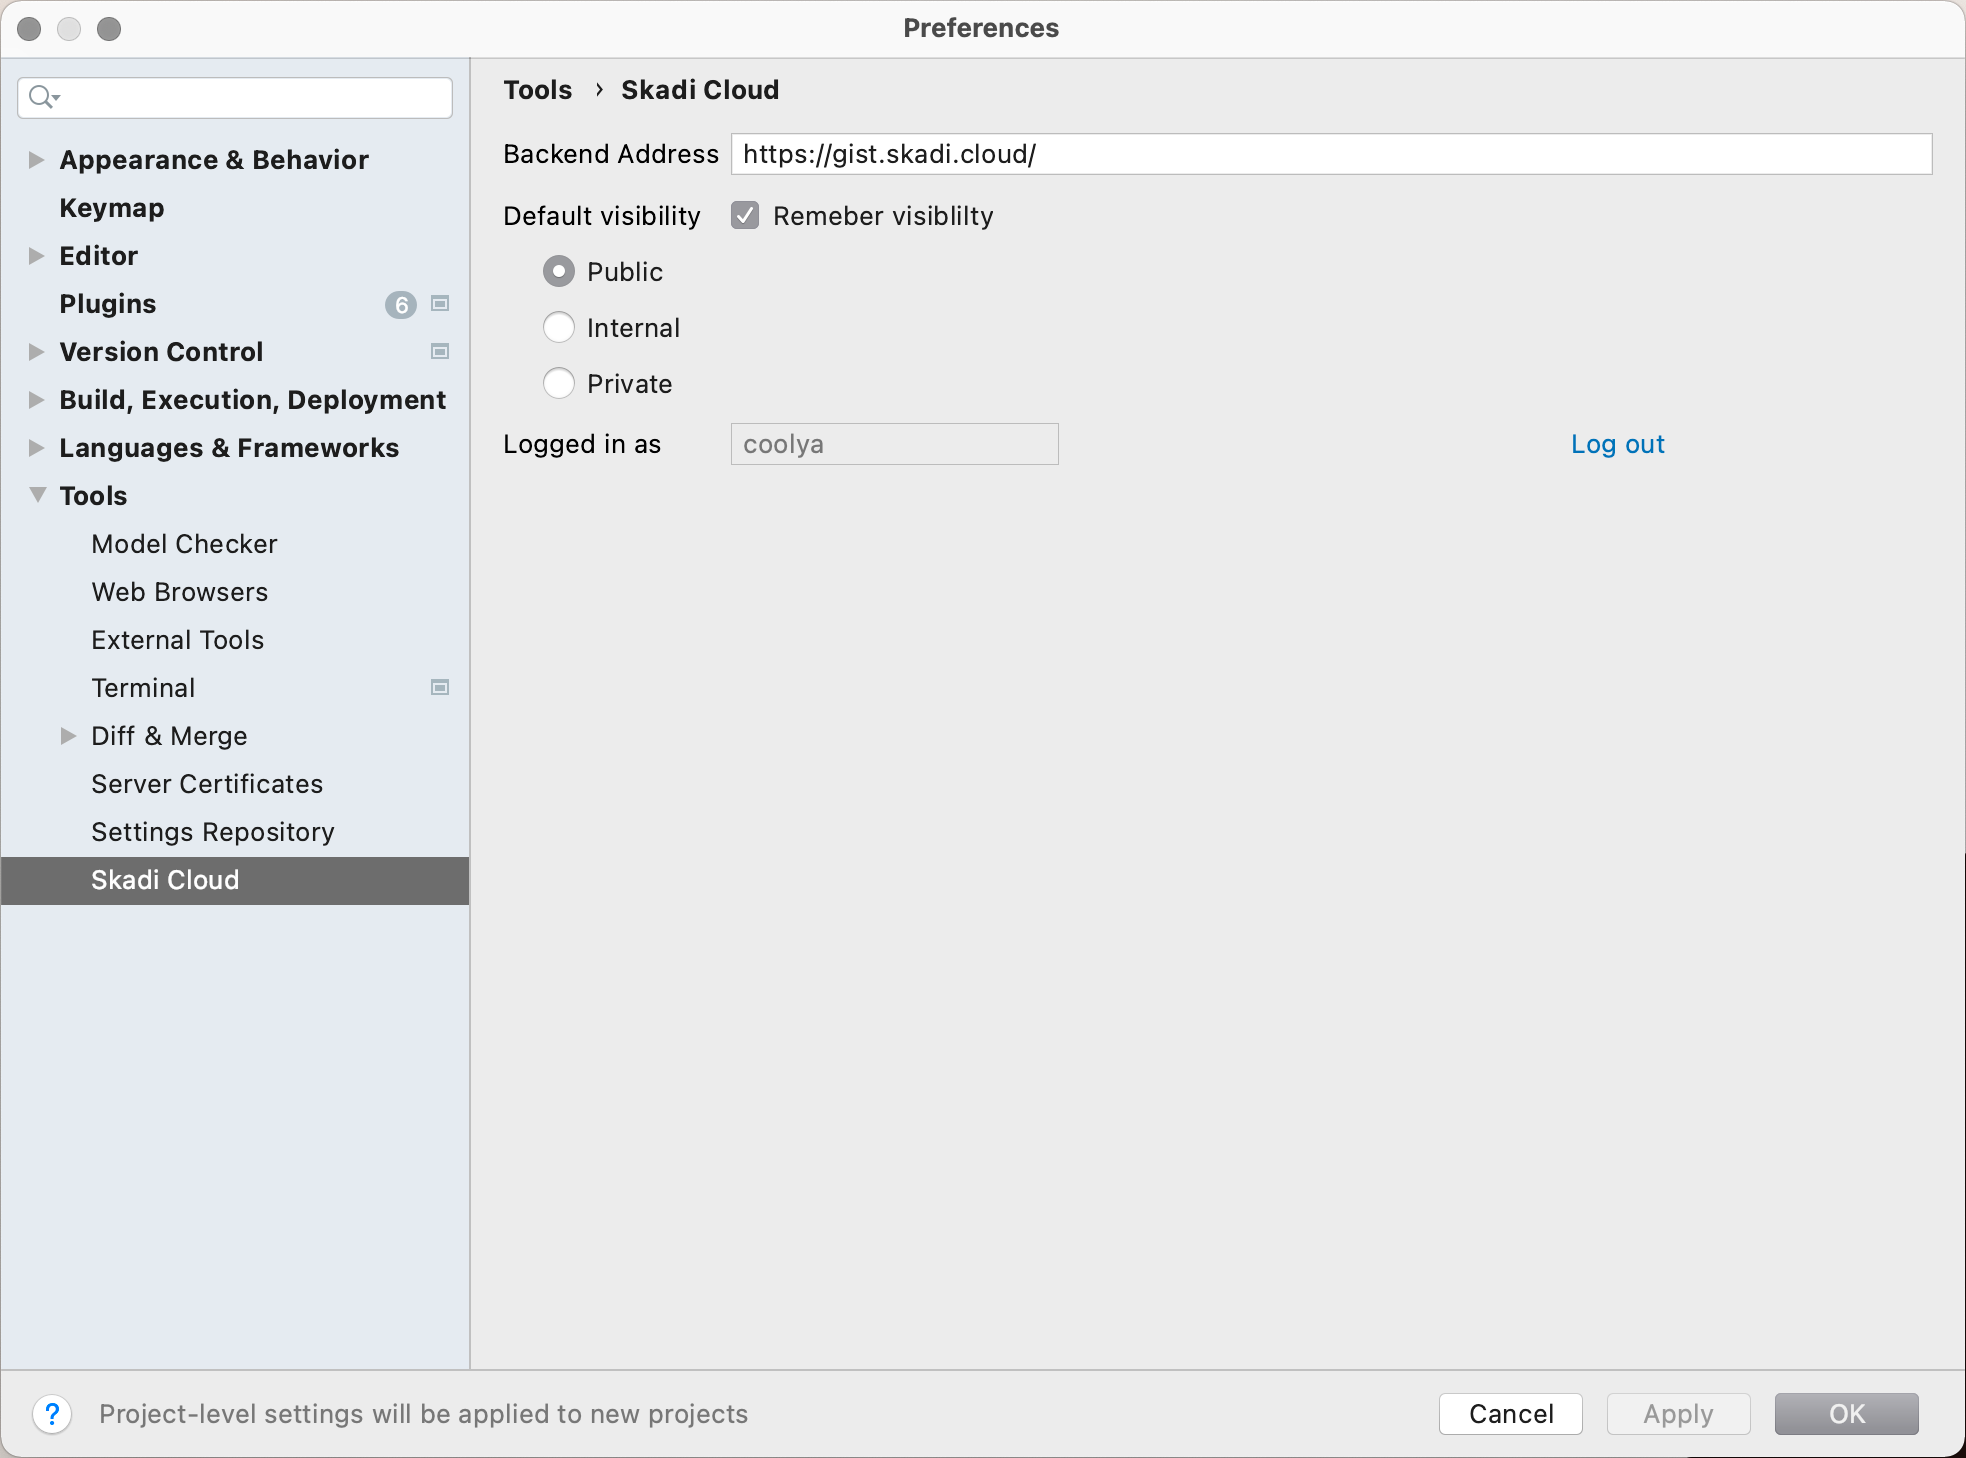 Preferences
Appearance & Behavior
Keymap
Editor
Plugins 6
Version Control
Build, Execution, Deployment
Languages & Frameworks
Tools
Model Checker
Web Browsers
External Tools
Terminal
Diff & Merge
Server Certificates
Settings Repository
Skadi Cloud
Tools › Skadi Cloud
Backend Address https://gist.skadi.cloud/
Default visibility Remeber visiblilty
Public
Internal
Private
Logged in as coolya Log out
? Project-level settings will be applied to new projects
Cancel Apply OK